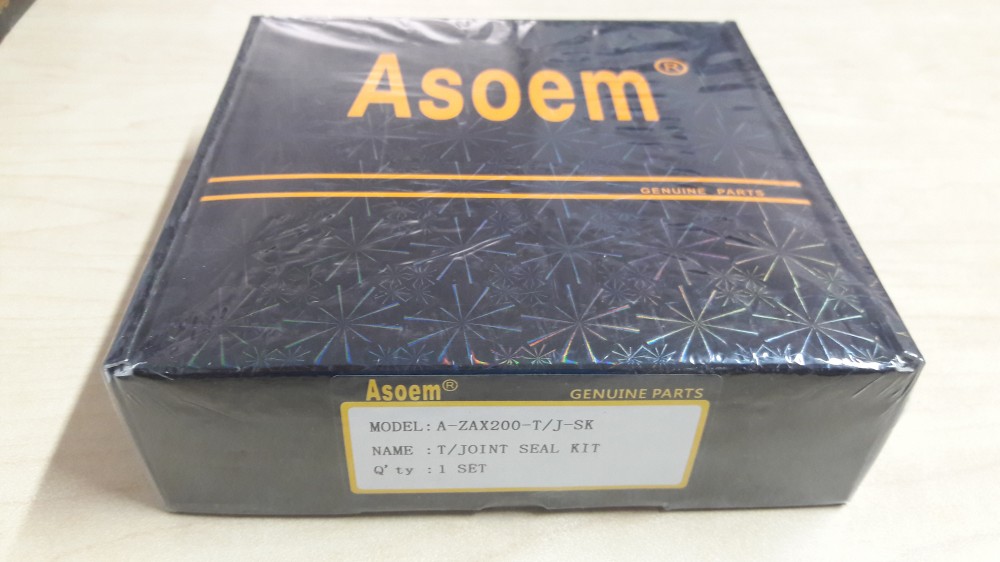 Asoem®
GENUINE PARTS
Asoem® GENUINE PARTS
MODEL: A-ZAX200-T/J-SK
NAME : T/JOINT SEAL KIT
Q'ty : 1 SET